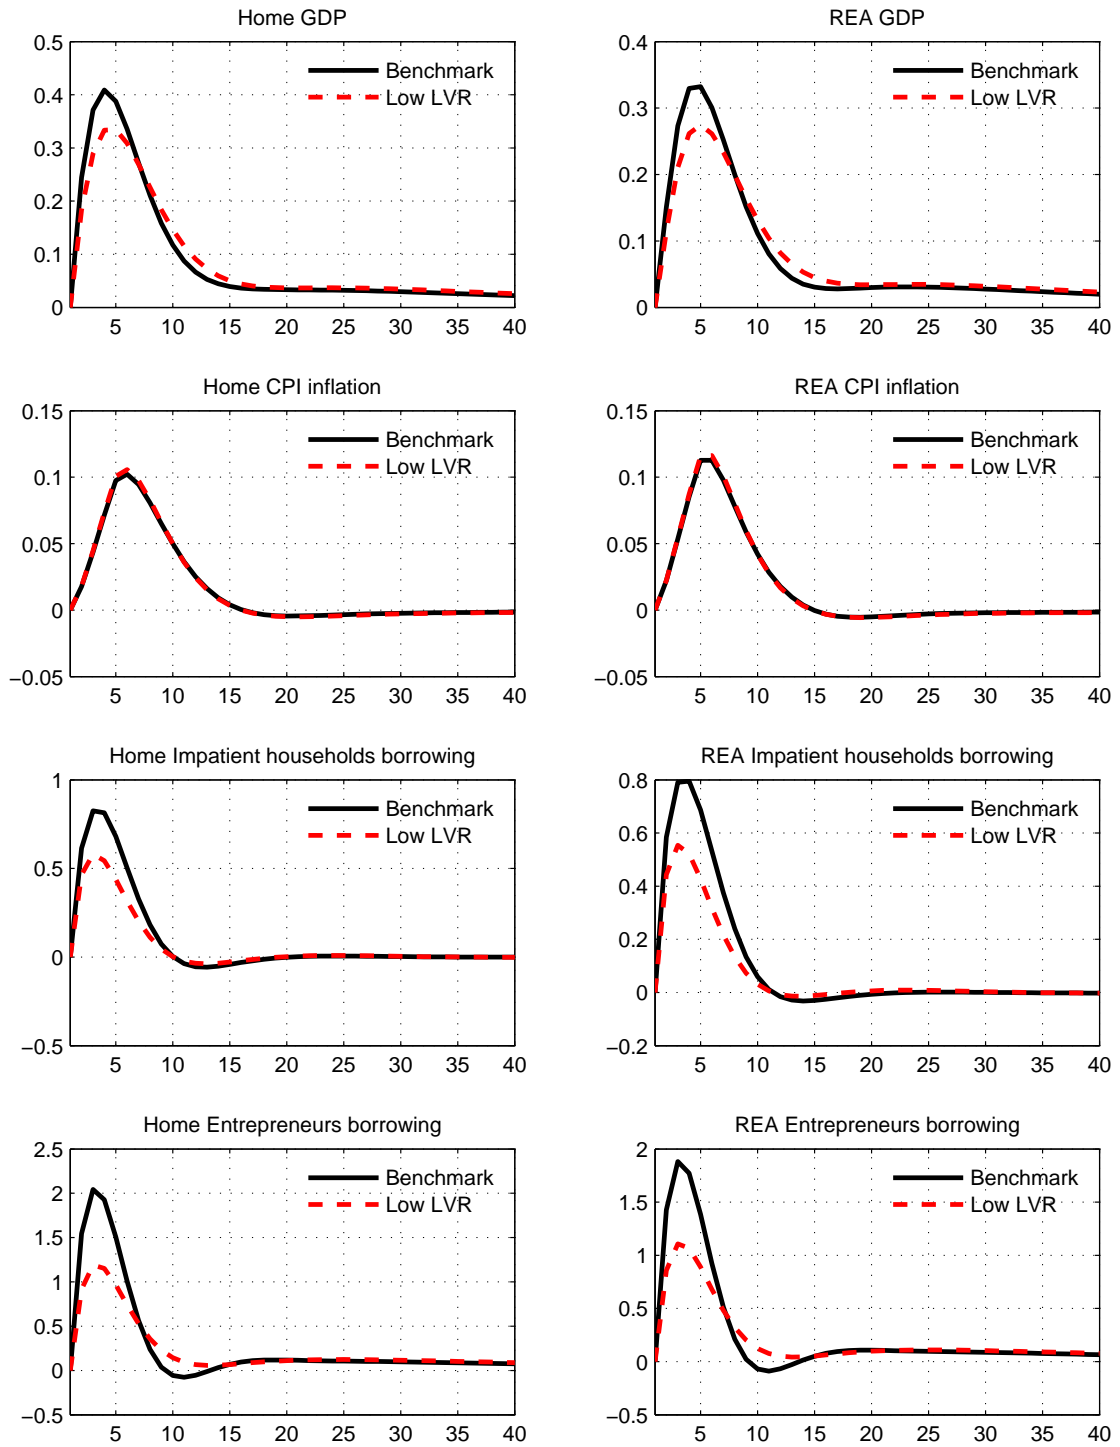 Home GDP
0.5
0.4
0.3
0.2
0.1
0
Benchmark
Low LVR
5 10 15 20 25 30 35 40
REA GDP
0.4
0.3
0.2
0.1
0
Benchmark
Low LVR
5 10 15 20 25 30 35 40
Home CPI inflation
0.15
0.1
0.05
0
−0.05
Benchmark
Low LVR
5 10 15 20 25 30 35 40
REA CPI inflation
0.15
0.1
0.05
0
−0.05
Benchmark
Low LVR
5 10 15 20 25 30 35 40
Home Impatient households borrowing
1
0.5
0
−0.5
Benchmark
Low LVR
5 10 15 20 25 30 35 40
REA Impatient households borrowing
0.8
0.6
0.4
0.2
0
−0.2
Benchmark
Low LVR
5 10 15 20 25 30 35 40
Home Entrepreneurs borrowing
2.5
2
1.5
1
0.5
0
−0.5
Benchmark
Low LVR
5 10 15 20 25 30 35 40
REA Entrepreneurs borrowing
2
1.5
1
0.5
0
−0.5
Benchmark
Low LVR
5 10 15 20 25 30 35 40